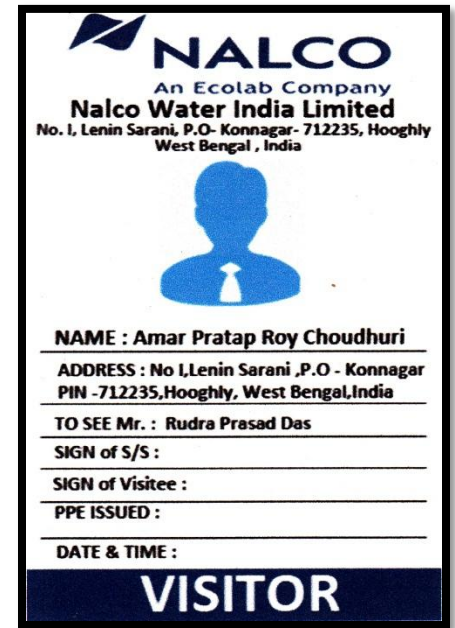 NALCO
An Ecolab Company
Nalco Water India Limited
No. I, Lenin Sarani, P.O- Konnagar- 712235, Hooghly
West Bengal , India
NAME : Amar Pratap Roy Choudhuri
ADDRESS : No I,Lenin Sarani ,P.O - Konnagar
PIN -712235,Hooghly, West Bengal,India
TO SEE Mr. : Rudra Prasad Das
SIGN of S/S :
SIGN of Visitee :
PPE ISSUED :
DATE & TIME :
VISITOR